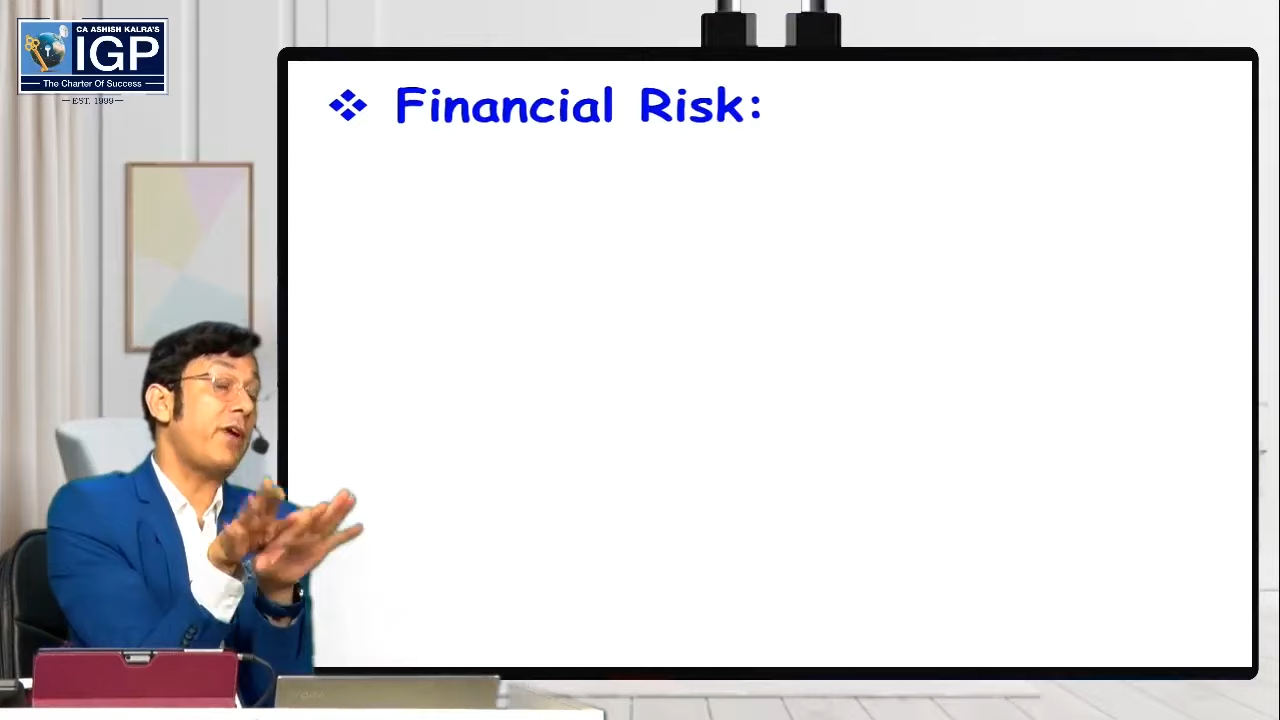 CA ASHISH KALRA'S
IGP
The Charter Of Success
EST. 1999
❖ Financial Risk: